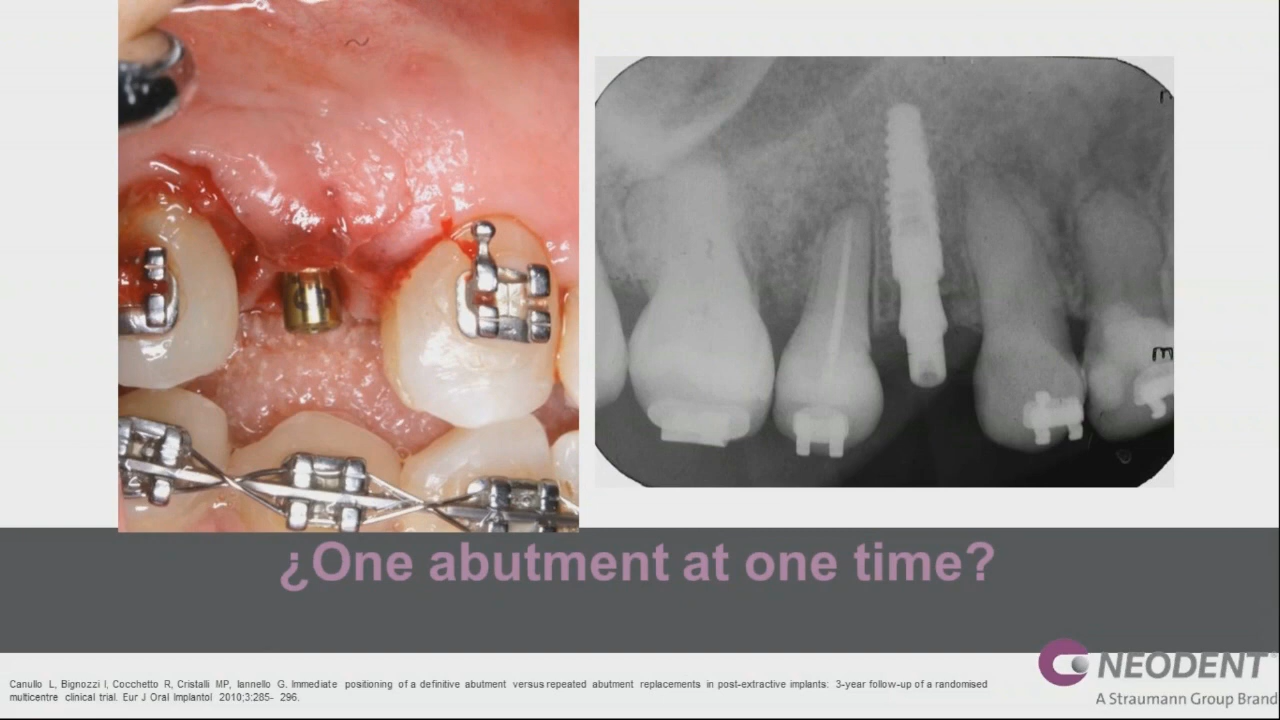 m
¿One abutment at one time?
NEODENT
A Straumann Group Brand
Canullo L, Bignozzi I, Cocchetto R, Cristalli MP, Iannello G. Immediate positioning of a definitive abutment versus repeated abutment replacements in post-extractive implants: 3-year follow-up of a randomised
multicentre clinical trial. Eur J Oral Implantol 2010;3:285- 296.